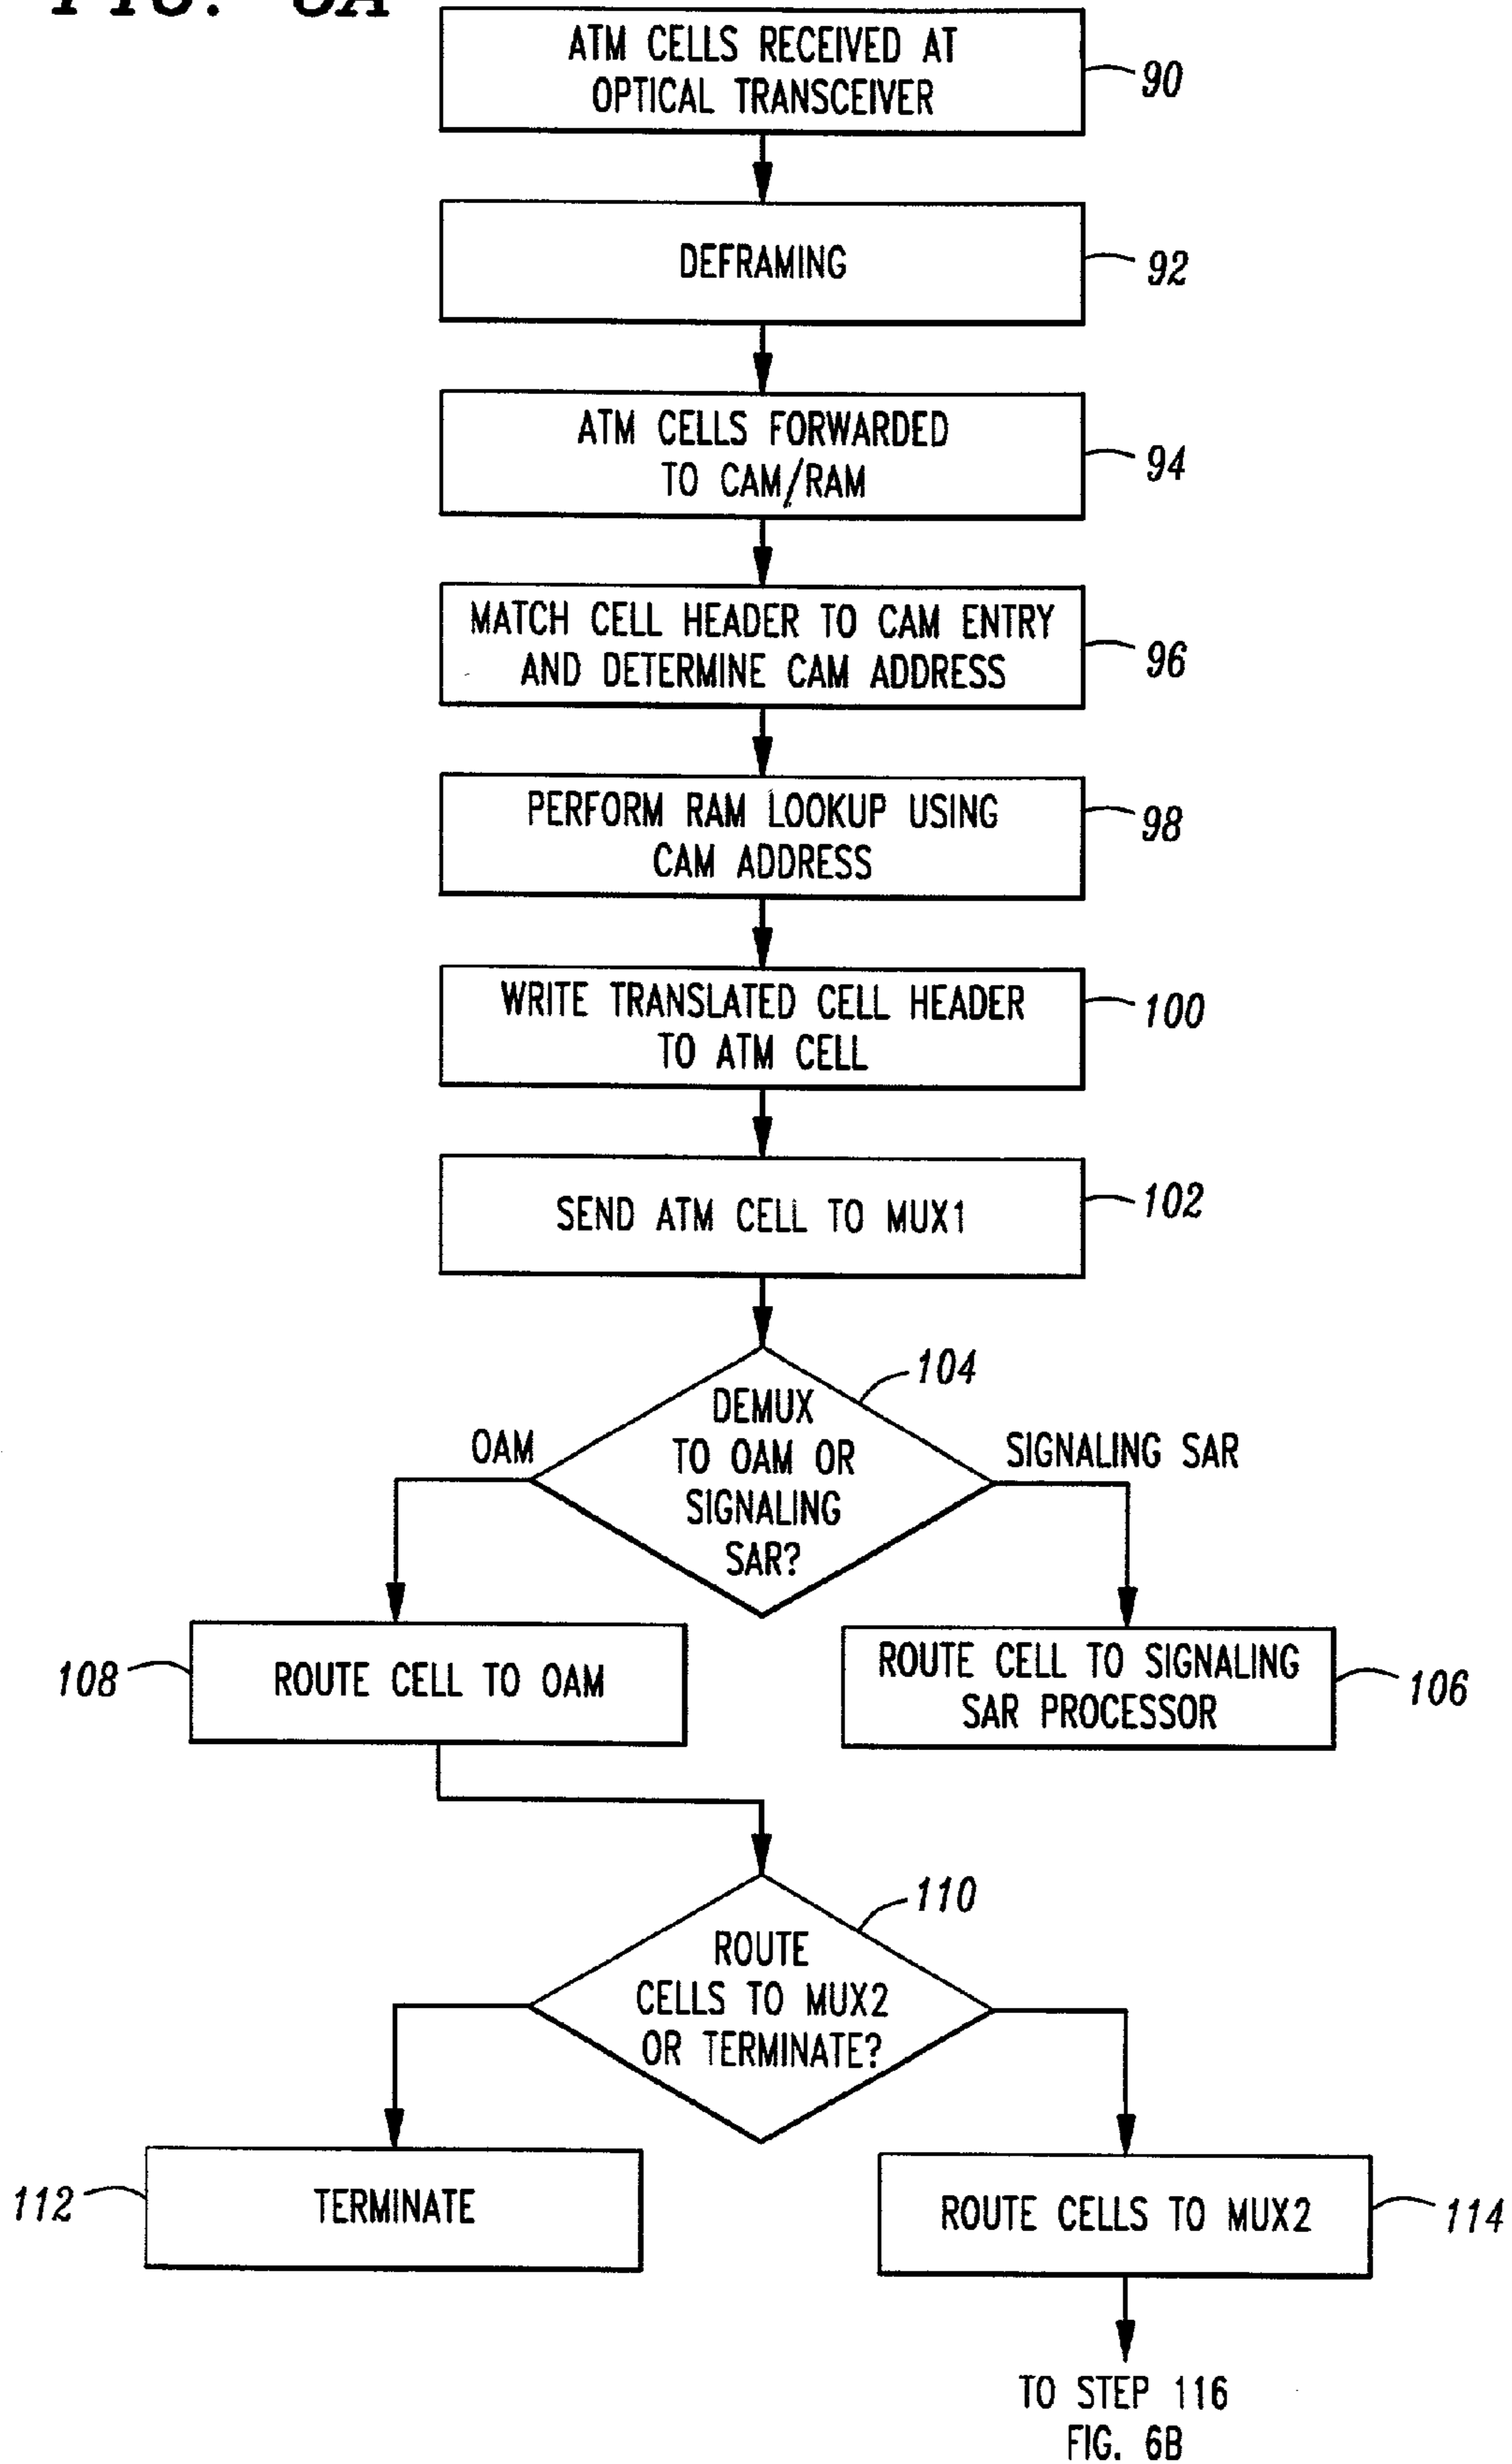 ATM CELLS RECEIVED AT
OPTICAL TRANSCEIVER
90
DEFRAMING
92
ATM CELLS FORWARDED
TO CAM/RAM
94
MATCH CELL HEADER TO CAM ENTRY
AND DETERMINE CAM ADDRESS
96
PERFORM RAM LOOKUP USING
CAM ADDRESS
98
WRITE TRANSLATED CELL HEADER
TO ATM CELL
100
SEND ATM CELL TO MUX1
102
104
DEMUX
TO OAM OR
SIGNALING
SAR?
OAM
SIGNALING SAR
108
ROUTE CELL TO OAM
ROUTE CELL TO SIGNALING
SAR PROCESSOR
106
110
ROUTE
CELLS TO MUX2
OR TERMINATE?
112
TERMINATE
ROUTE CELLS TO MUX2
114
TO STEP 116
FIG. 6B